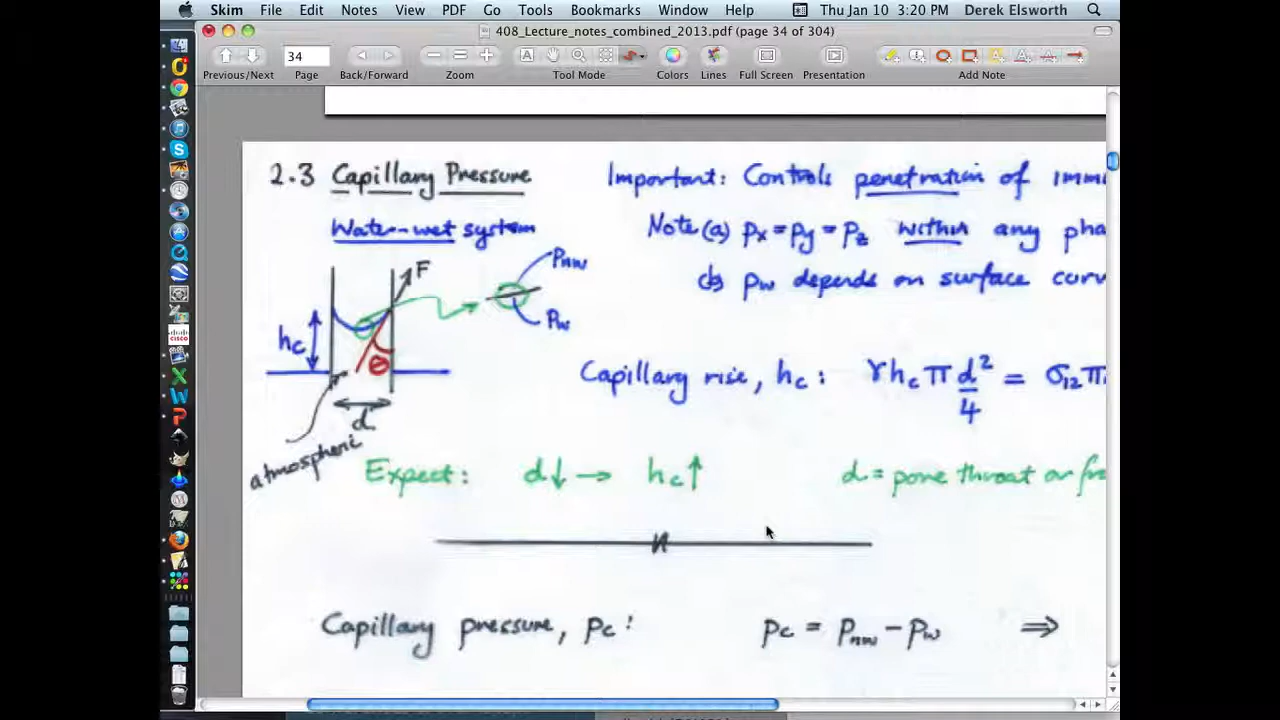 Skim File Edit Notes View PDF Go Tools Bookmarks Window Help Thu Jan 10 3:20 PM Derek Elsworth
408_Lecture_notes_combined_2013.pdf (page 34 of 304)
34
Previous/Next Page Back/Forward Zoom Tool Mode Colors Lines Full Screen Presentation Add Note
2.3 Capillary Pressure Important: Controls penetration of immi
Water-wet system Note (a) px = py = pz within any pha
(b) pw depends on surface curv
F
Pnw
Pw
hc
θ
d
atmospheric
Capillary rise, hc: γ hc π d²/4 = σ12 π
Expect: d↓ → hc↑ d = pore throat or fra
Capillary pressure, pc: pc = pnw - pw ⇒